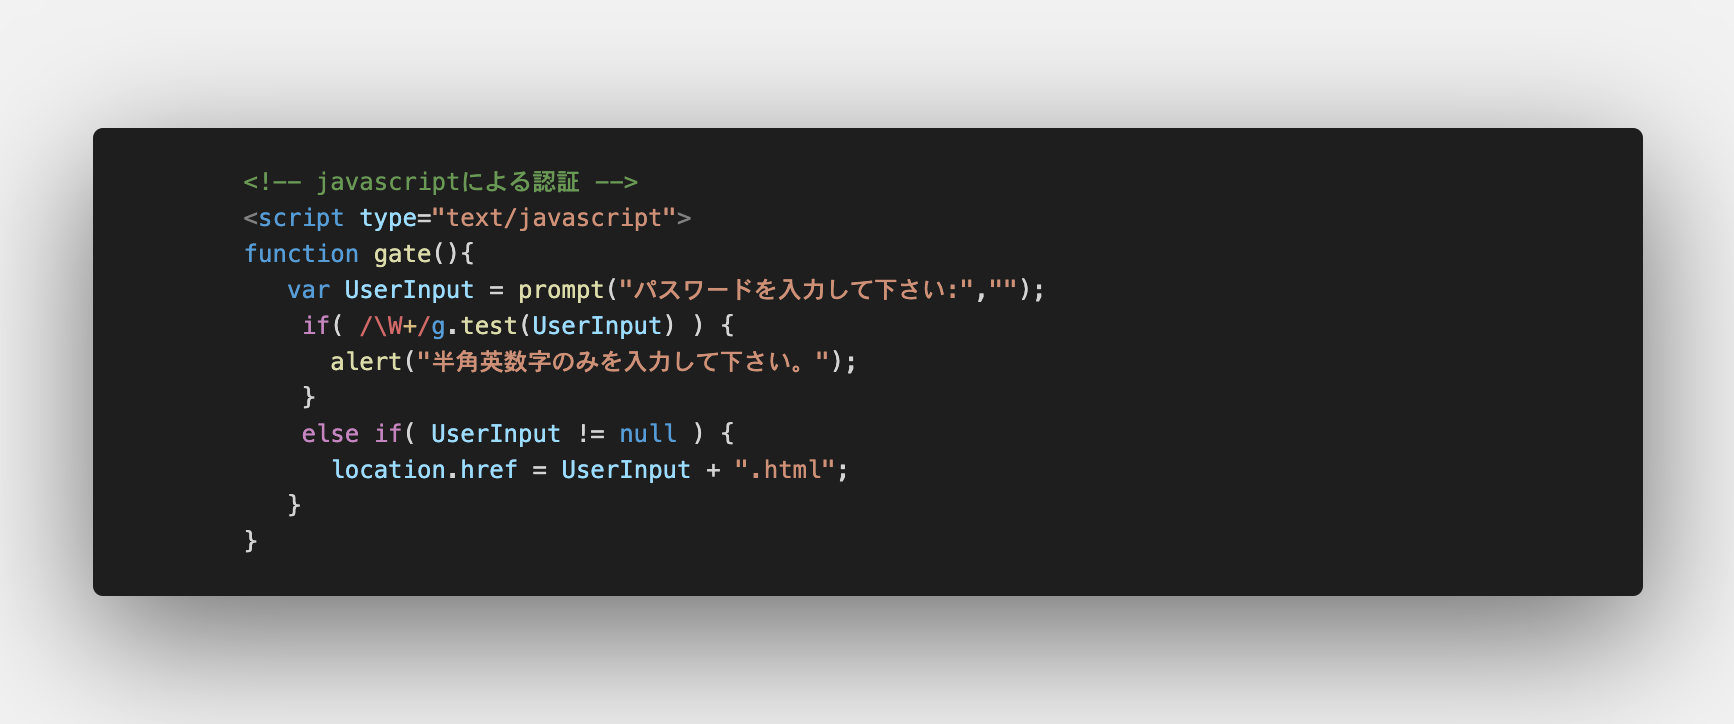 <!-- javascriptによる認証 -->
<script type="text/javascript">
function gate(){
   var UserInput = prompt("パスワードを入力して下さい:","");
    if( /\W+/g.test(UserInput) ) {
      alert("半角英数字のみを入力して下さい。");
    }
    else if( UserInput != null ) {
      location.href = UserInput + ".html";
   }
}